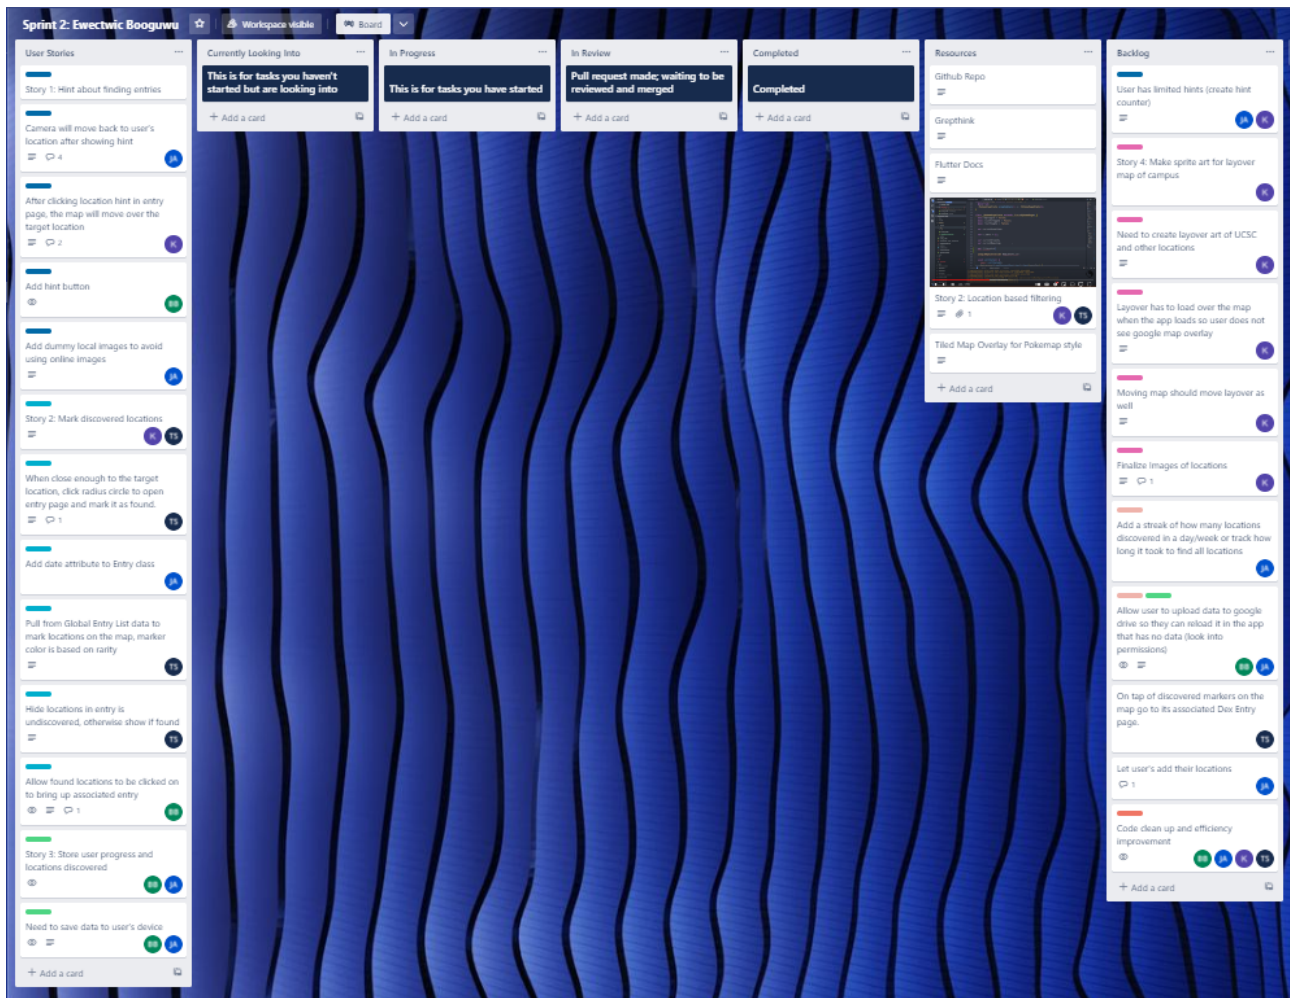 Sprint 2: Ewectwic Booguwu
Workspace visible
Board
User Stories
Story 1: Hint about finding entries
Camera will move back to user's
location after showing hint
4
JA
After clicking location hint in entry
page, the map will move over the
target location
2
K
Add hint button
BB
Add dummy local images to avoid
using online images
JA
Story 2: Mark discovered locations
K TS
When close enough to the target
location, click radius circle to open
entry page and mark it as found.
1
TS
Add date attribute to Entry class
JA
Pull from Global Entry List data to
mark locations on the map, marker
color is based on rarity
TS
Hide locations in entry is
undiscovered, otherwise show if found
TS
Allow found locations to be clicked on
to bring up associated entry
1
BB
Story 3: Store user progress and
locations discovered
BB JA
Need to save data to user's device
BB JA
+ Add a card
Currently Looking Into
This is for tasks you haven't
started but are looking into
+ Add a card
In Progress
This is for tasks you have started
+ Add a card
In Review
Pull request made; waiting to be
reviewed and merged
+ Add a card
Completed
Completed
+ Add a card
Resources
Github Repo
Grepthink
Flutter Docs
Story 2: Location based filtering
1
K TS
Tiled Map Overlay for Pokemap style
+ Add a card
Backlog
User has limited hints (create hint
counter)
JA K
Story 4: Make sprite art for layover
map of campus
K
Need to create layover art of UCSC
and other locations
K
Layover has to load over the map
when the app loads so user does not
see google map overlay
K
Moving map should move layover as
well
K
Finalize Images of locations
1
K
Add a streak of how many locations
discovered in a day/week or track how
long it took to find all locations
JA
Allow user to upload data to google
drive so they can reload it in the app
that has no data (look into
permissions)
BB JA
On tap of discovered markers on the
map go to its associated Dex Entry
page.
TS
Let user's add their locations
1
JA
Code clean up and efficiency
improvement
BB JA K TS
+ Add a card